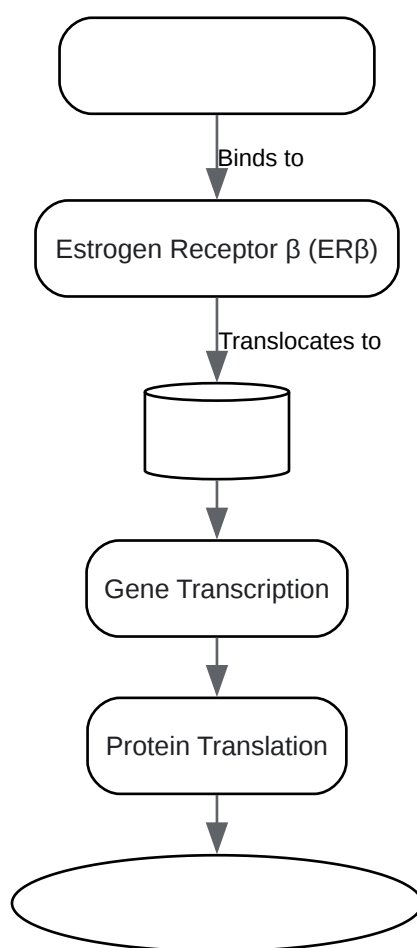 Binds to
Estrogen Receptor β (ERβ)
Translocates to
Gene Transcription
Protein Translation